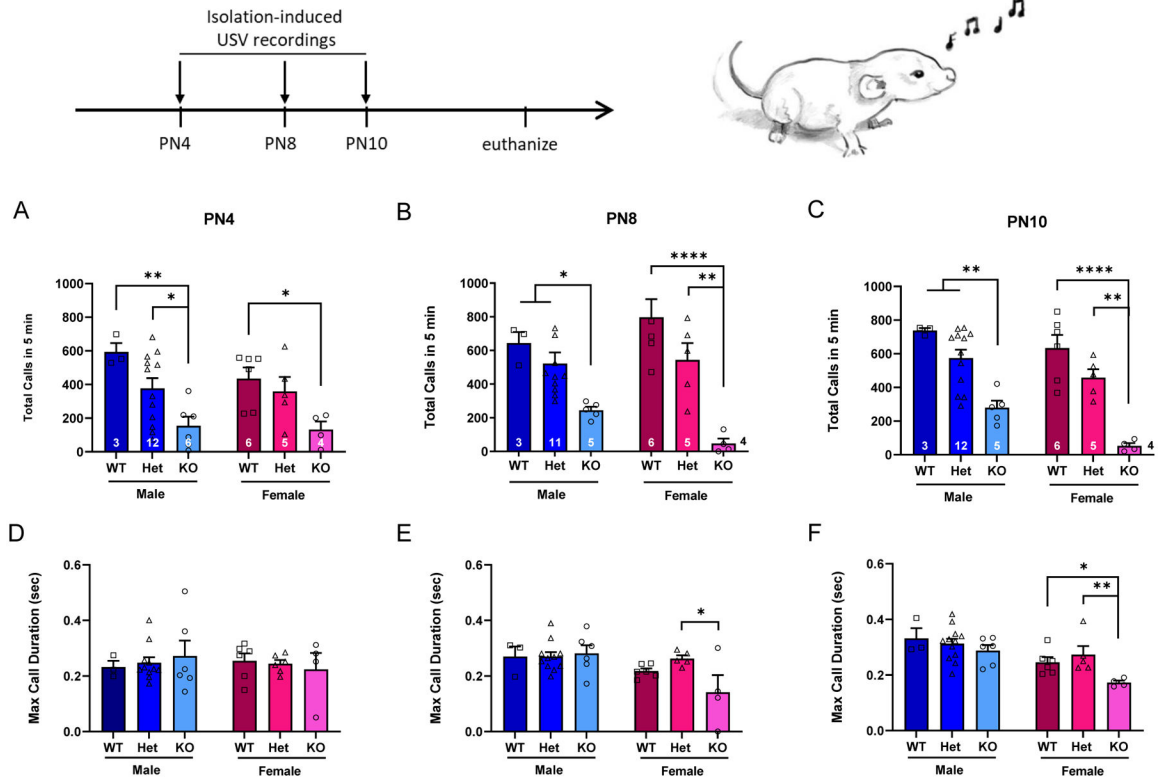 Isolation-induced
USV recordings
PN4 PN8 PN10 euthanize
A
PN4
Total Calls in 5 min
1000
800
600
400
200
0
** * *
3 12 6 6 5 4
WT Het KO WT Het KO
Male Female
B
PN8
Total Calls in 5 min
1000
800
600
400
200
0
* **** **
3 11 5 6 5 4
WT Het KO WT Het KO
Male Female
C
PN10
Total Calls in 5 min
1000
800
600
400
200
0
** **** **
3 12 5 6 5 4
WT Het KO WT Het KO
Male Female
D
Max Call Duration (sec)
0.6
0.4
0.2
0.0
WT Het KO WT Het KO
Male Female
E
Max Call Duration (sec)
0.6
0.4
0.2
0.0
*
WT Het KO WT Het KO
Male Female
F
Max Call Duration (sec)
0.6
0.4
0.2
0.0
* **
WT Het KO WT Het KO
Male Female